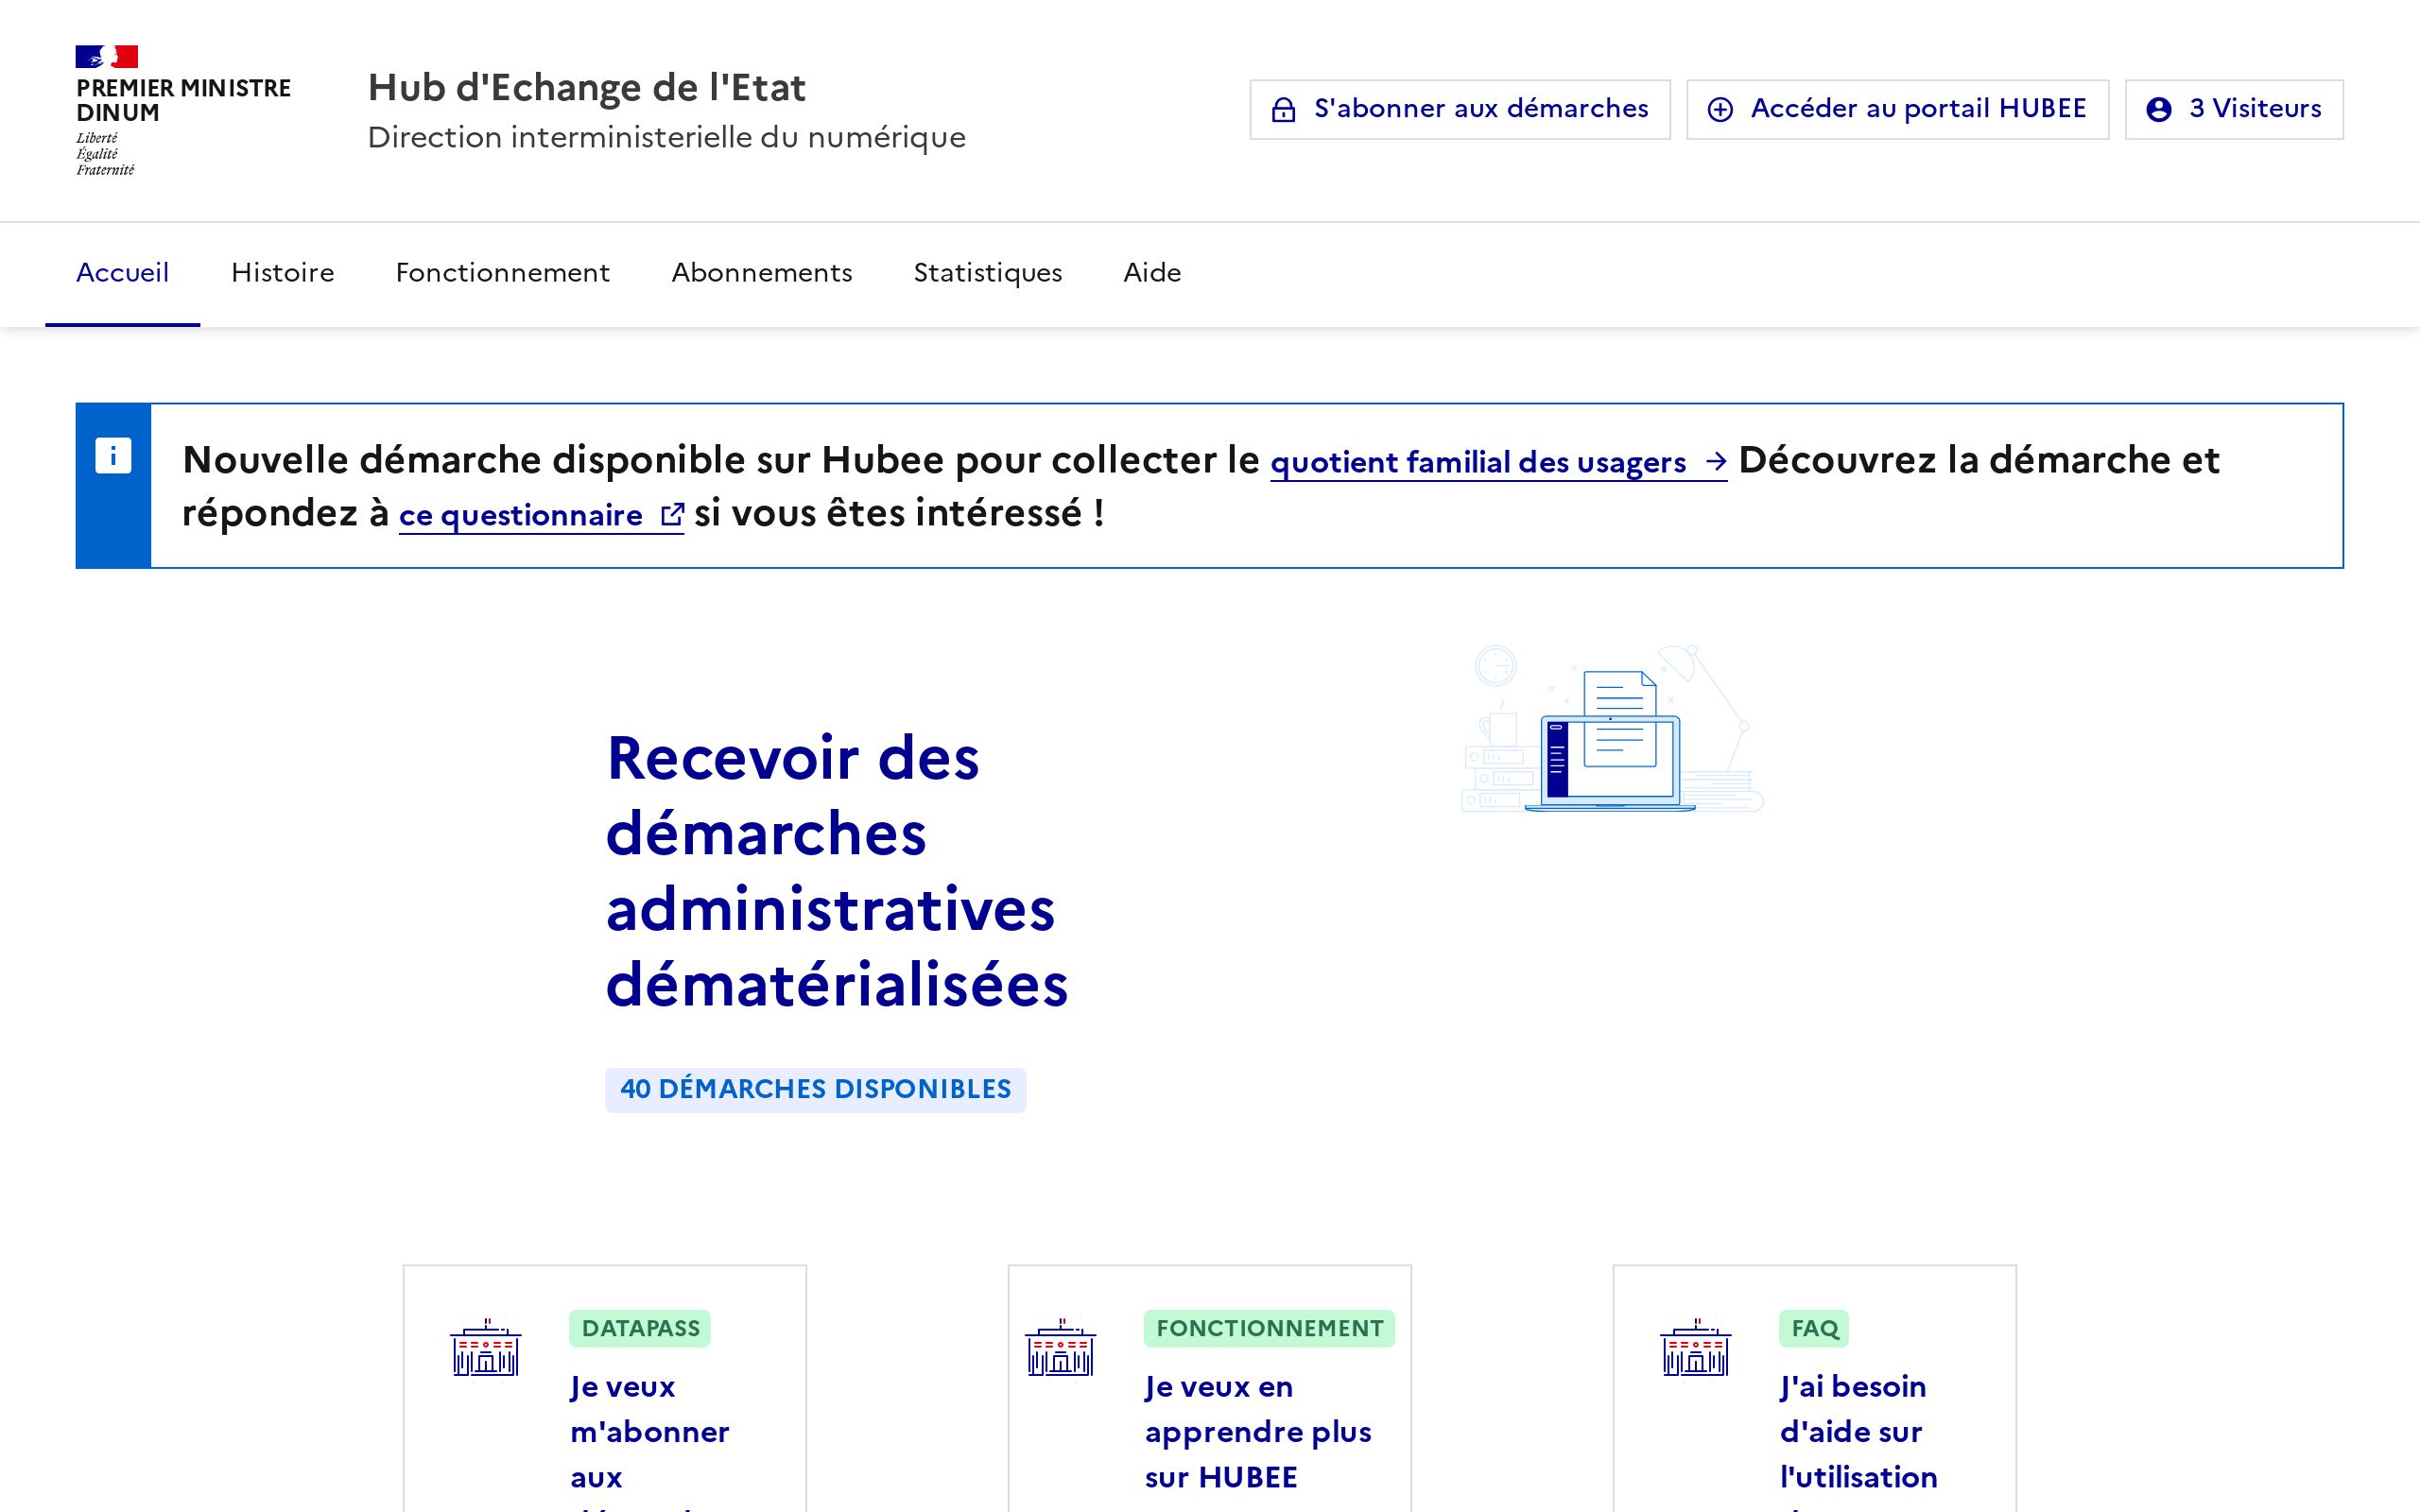 PREMIER MINISTRE
DINUM
Liberté
Égalité
Fraternité
Hub d'Echange de l'Etat
Direction interministerielle du numérique
S'abonner aux démarches
Accéder au portail HUBEE
3 Visiteurs
Accueil
Histoire
Fonctionnement
Abonnements
Statistiques
Aide
Nouvelle démarche disponible sur Hubee pour collecter le quotient familial des usagers → Découvrez la démarche et
répondez à ce questionnaire si vous êtes intéressé !
Recevoir des
démarches
administratives
dématérialisées
40 DÉMARCHES DISPONIBLES
DATAPASS
Je veux
m'abonner
aux
FONCTIONNEMENT
Je veux en
apprendre plus
sur HUBEE
FAQ
J'ai besoin
d'aide sur
l'utilisation